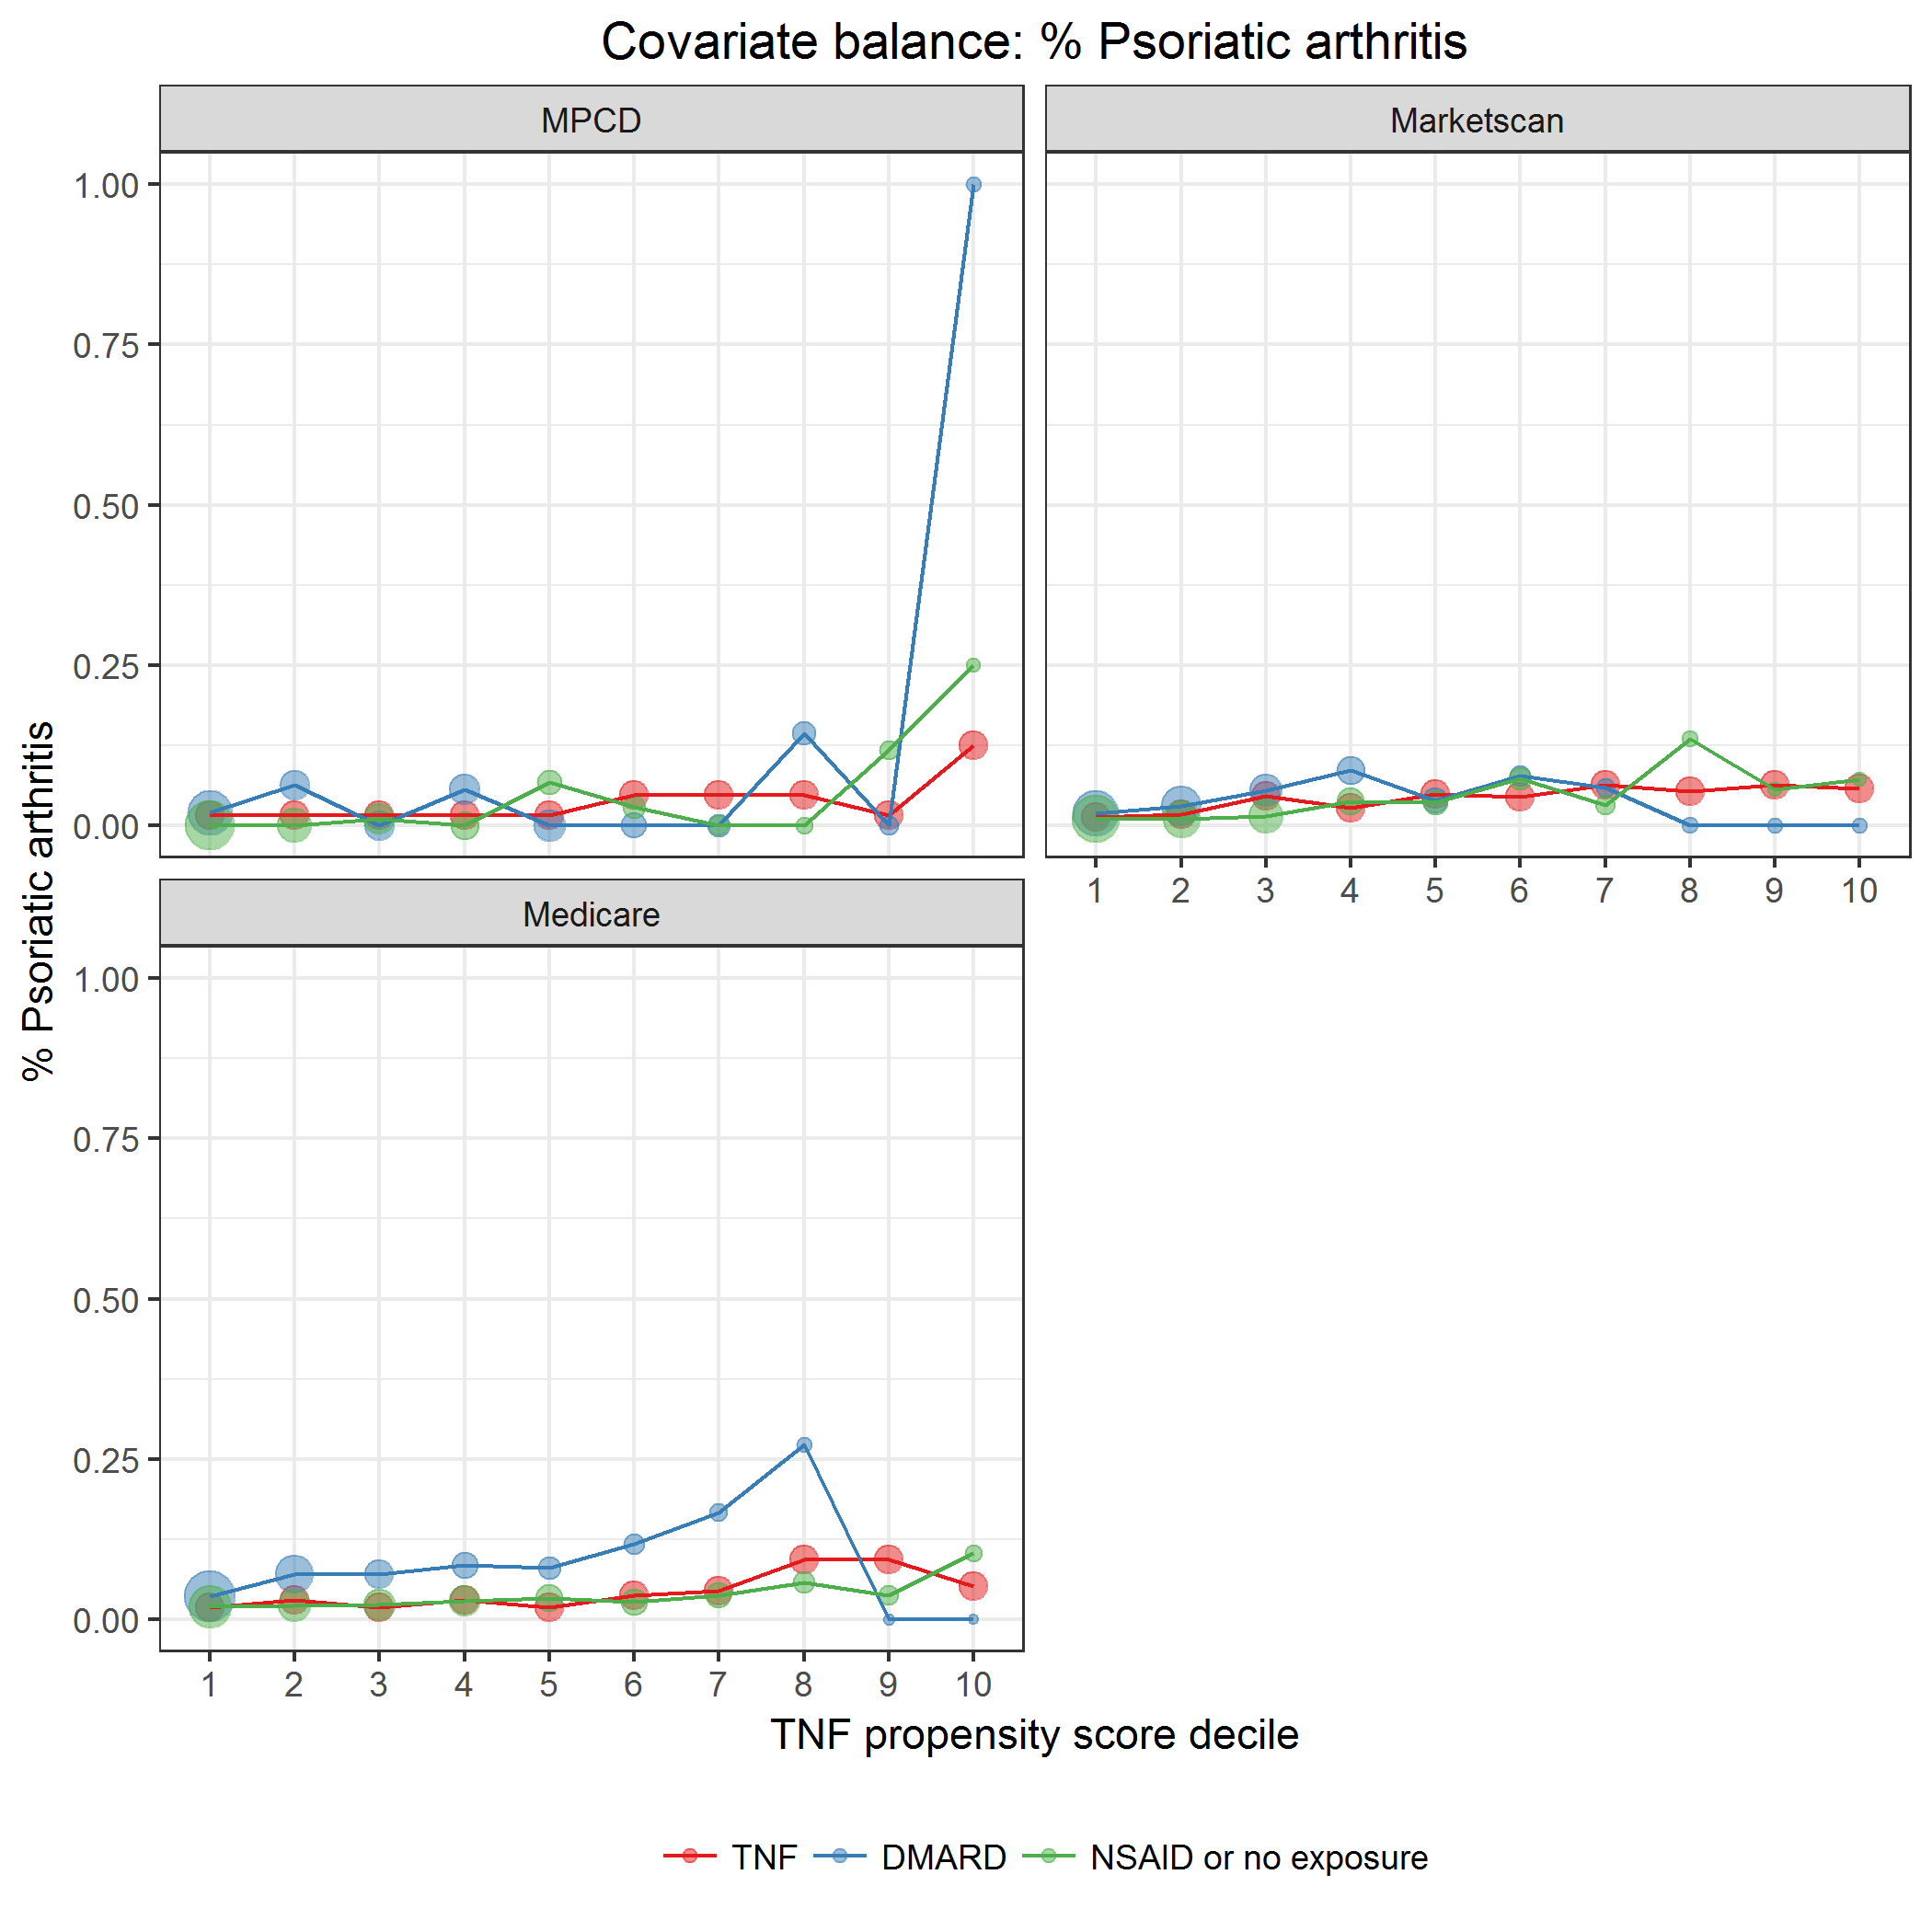 Covariate balance: % Psoriatic arthritis
MPCD
Marketscan
1.00
0.75
0.50
0.25
0.00
1 2 3 4 5 6 7 8 9 10
Medicare
1.00
0.75
0.50
0.25
0.00
1 2 3 4 5 6 7 8 9 10
% Psoriatic arthritis
TNF propensity score decile
TNF DMARD NSAID or no exposure